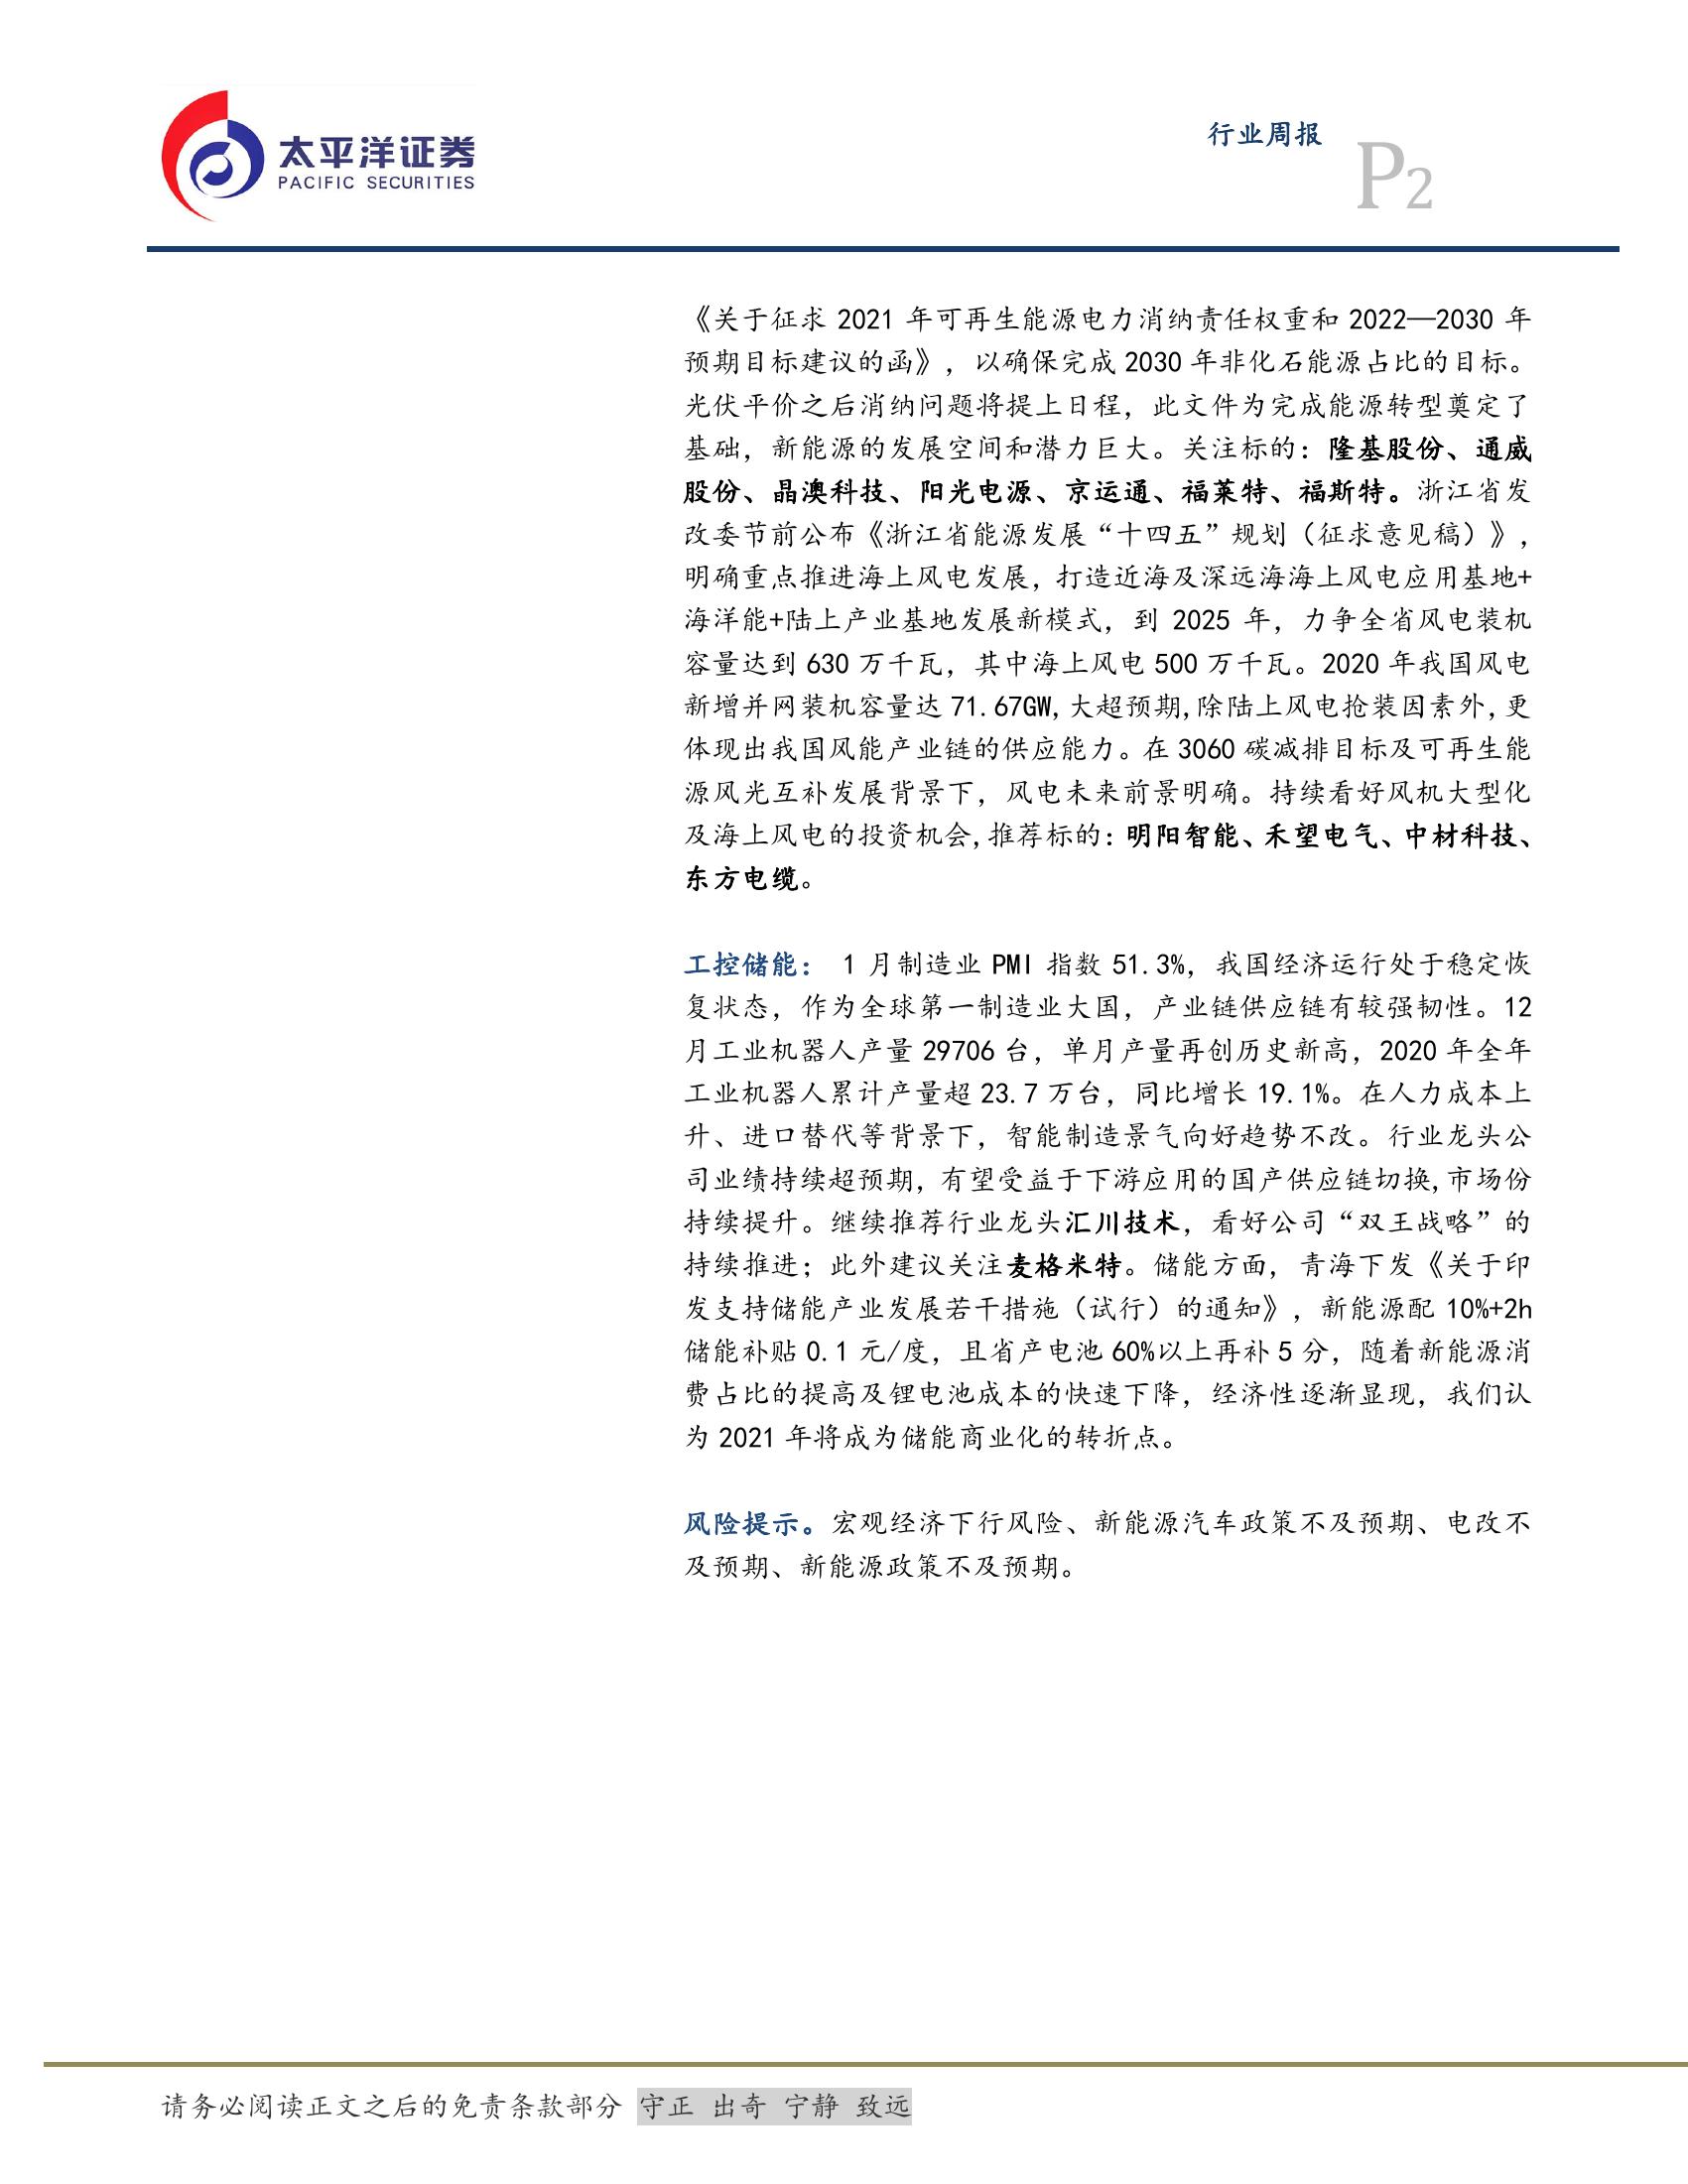 太平洋证券
PACIFIC SECURITIES
行业周报
P2
《关于征求 2021 年可再生能源电力消纳责任权重和 2022—2030 年
预期目标建议的函》，以确保完成 2030 年非化石能源占比的目标。
光伏平价之后消纳问题将提上日程，此文件为完成能源转型奠定了
基础，新能源的发展空间和潜力巨大。关注标的：隆基股份、通威
股份、晶澳科技、阳光电源、京运通、福莱特、福斯特。浙江省发
改委节前公布《浙江省能源发展“十四五”规划（征求意见稿）》，
明确重点推进海上风电发展，打造近海及深远海海上风电应用基地+
海洋能+陆上产业基地发展新模式，到 2025 年，力争全省风电装机
容量达到 630 万千瓦，其中海上风电 500 万千瓦。2020 年我国风电
新增并网装机容量达 71.67GW,大超预期,除陆上风电抢装因素外,更
体现出我国风能产业链的供应能力。在 3060 碳减排目标及可再生能
源风光互补发展背景下，风电未来前景明确。持续看好风机大型化
及海上风电的投资机会,推荐标的：明阳智能、禾望电气、中材科技、
东方电缆。
工控储能： 1 月制造业 PMI 指数 51.3%，我国经济运行处于稳定恢
复状态，作为全球第一制造业大国，产业链供应链有较强韧性。12
月工业机器人产量 29706 台，单月产量再创历史新高，2020 年全年
工业机器人累计产量超 23.7 万台，同比增长 19.1%。在人力成本上
升、进口替代等背景下，智能制造景气向好趋势不改。行业龙头公
司业绩持续超预期,有望受益于下游应用的国产供应链切换,市场份
持续提升。继续推荐行业龙头汇川技术，看好公司“双王战略”的
持续推进；此外建议关注麦格米特。储能方面，青海下发《关于印
发支持储能产业发展若干措施（试行）的通知》，新能源配 10%+2h
储能补贴 0.1 元/度，且省产电池 60%以上再补 5 分，随着新能源消
费占比的提高及锂电池成本的快速下降，经济性逐渐显现，我们认
为 2021 年将成为储能商业化的转折点。
风险提示。宏观经济下行风险、新能源汽车政策不及预期、电改不
及预期、新能源政策不及预期。
请务必阅读正文之后的免责条款部分 守正 出奇 宁静 致远